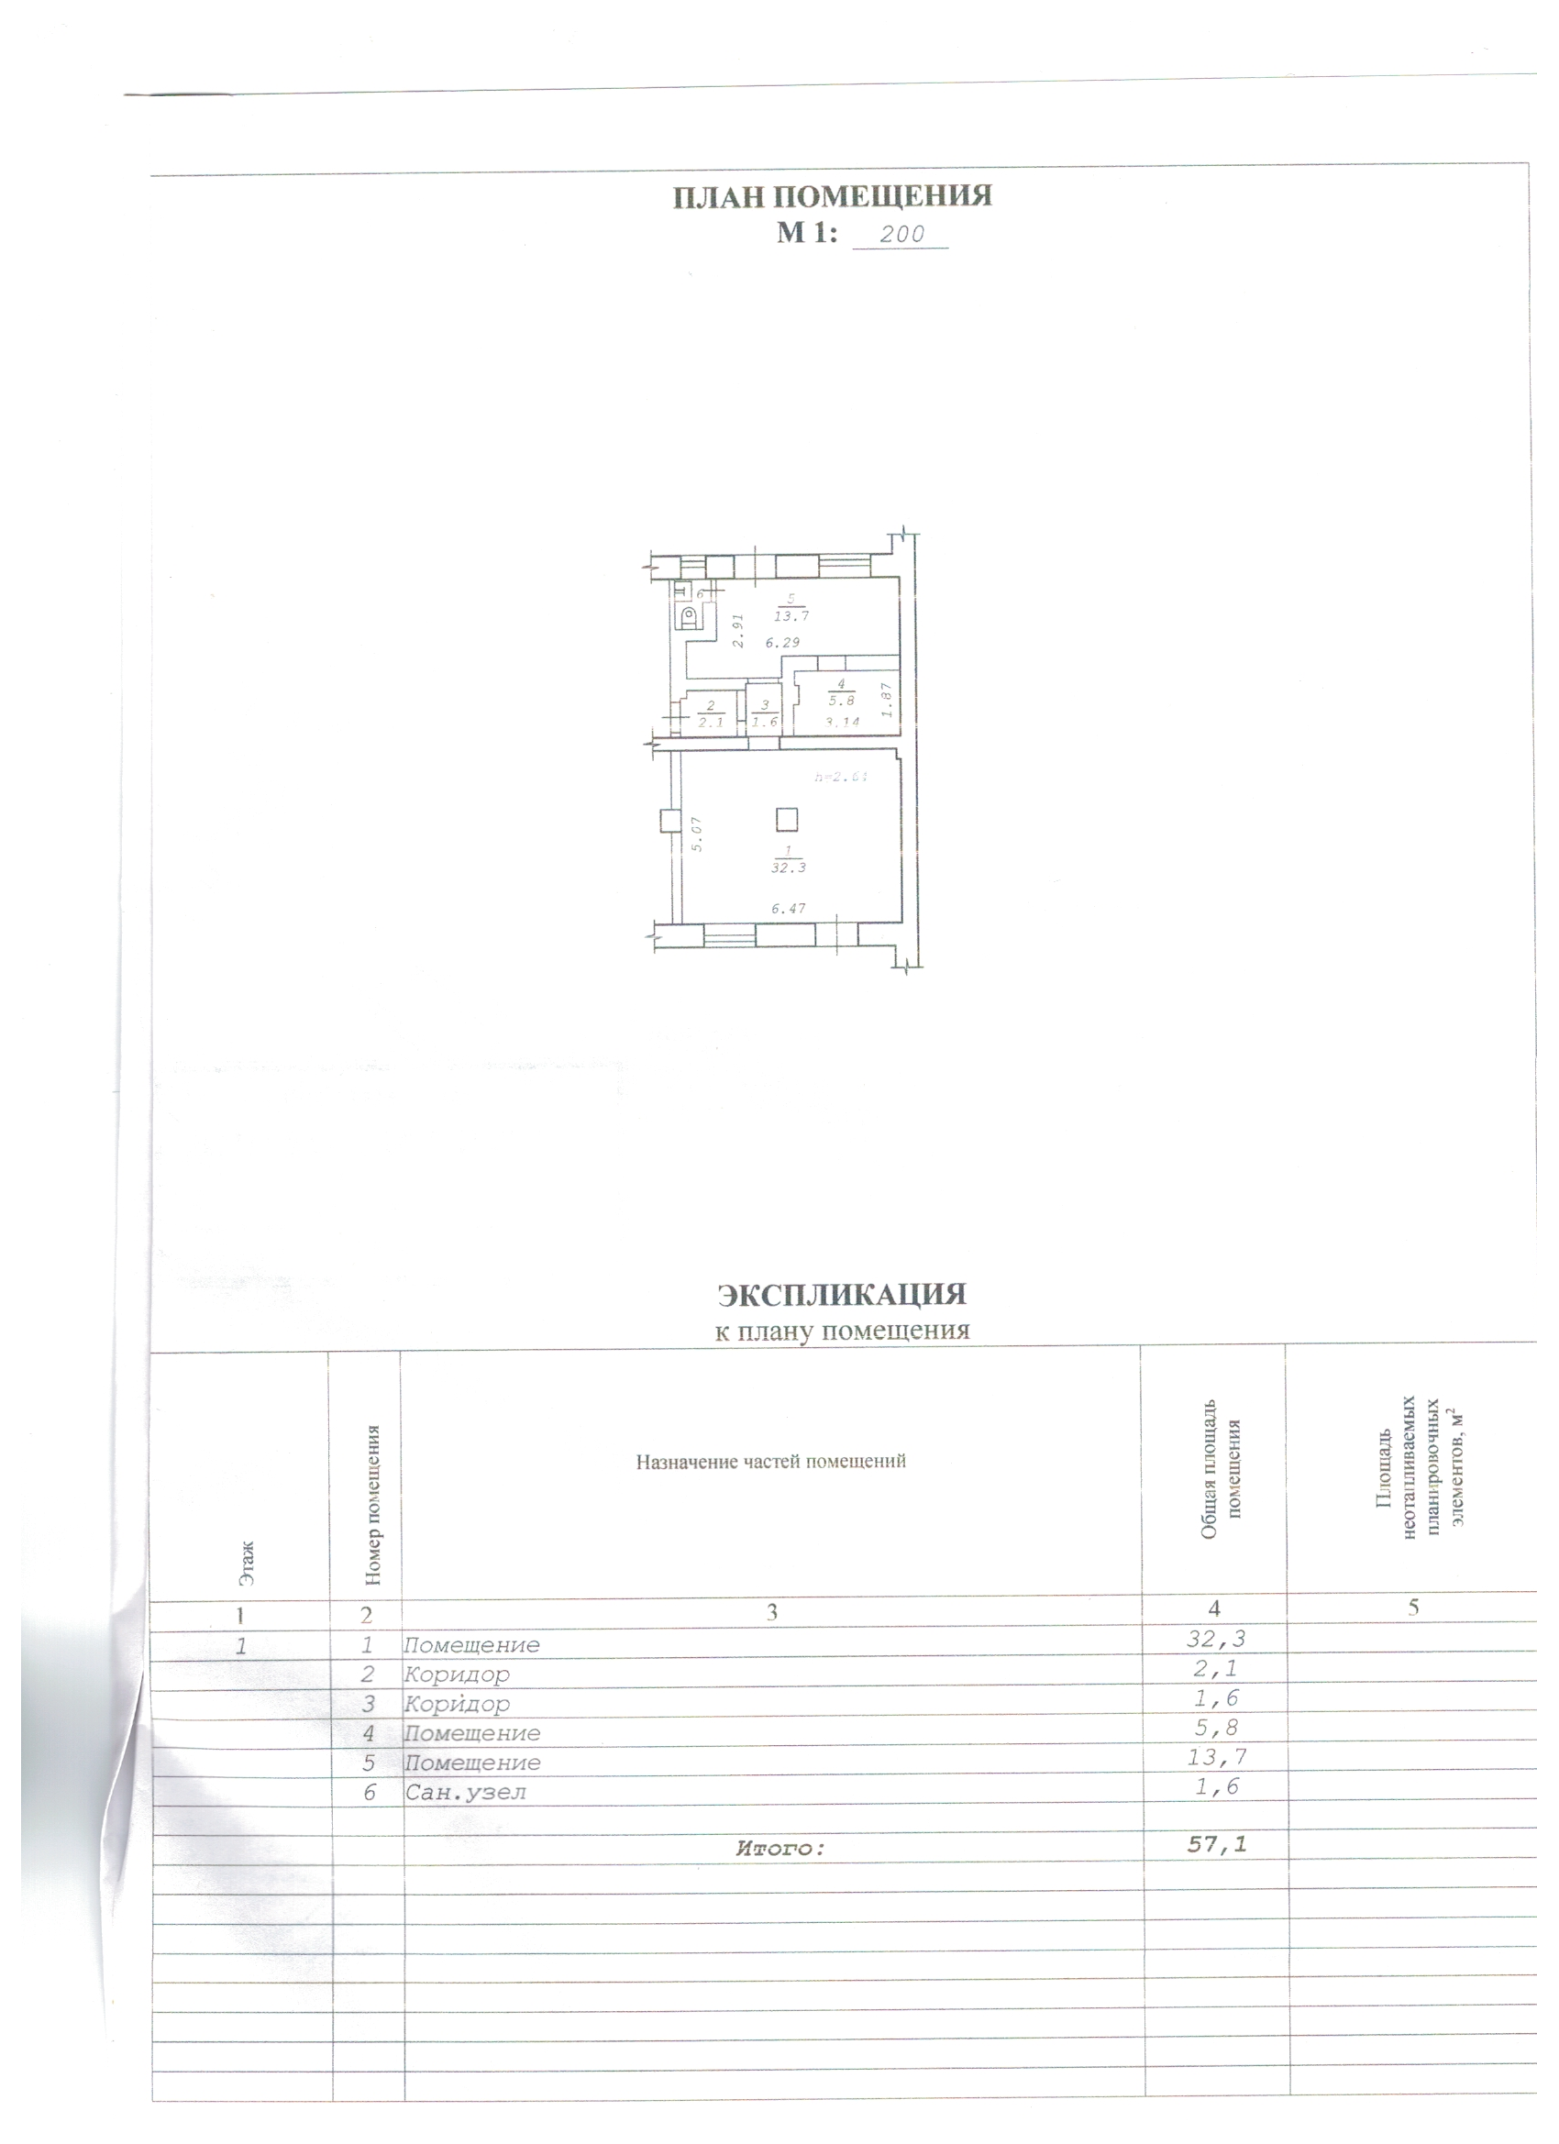 ПЛАН ПОМЕЩЕНИЯ
М 1: 200
6
5
13.7
2.91
6.29
4
5.8
1.87
3.14
2
2.1
3
1.6
5.07
1
32.3
6.47
ЭКСПЛИКАЦИЯ
к плану помещения
Этаж
Номер помещения
Назначение частей помещений
Общая площадь
помещения
Площадь
неотапливаемых
планировочных
элементов, м²
1 2 3 4 5
1 1 Помещение 32,3
2 Коридор 2,1
3 Коридор 1,6
4 Помещение 5,8
5 Помещение 13,7
6 Сан.узел 1,6
Итого: 57,1